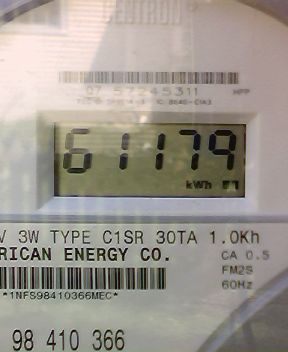 CENTRON
07 57245311
61179
kWh
V 3W TYPE C1SR 30TA 1.0Kh
RICAN ENERGY CO. CA 0.5
FM2S
*1NFS98410366MEC* 60Hz
98 410 366